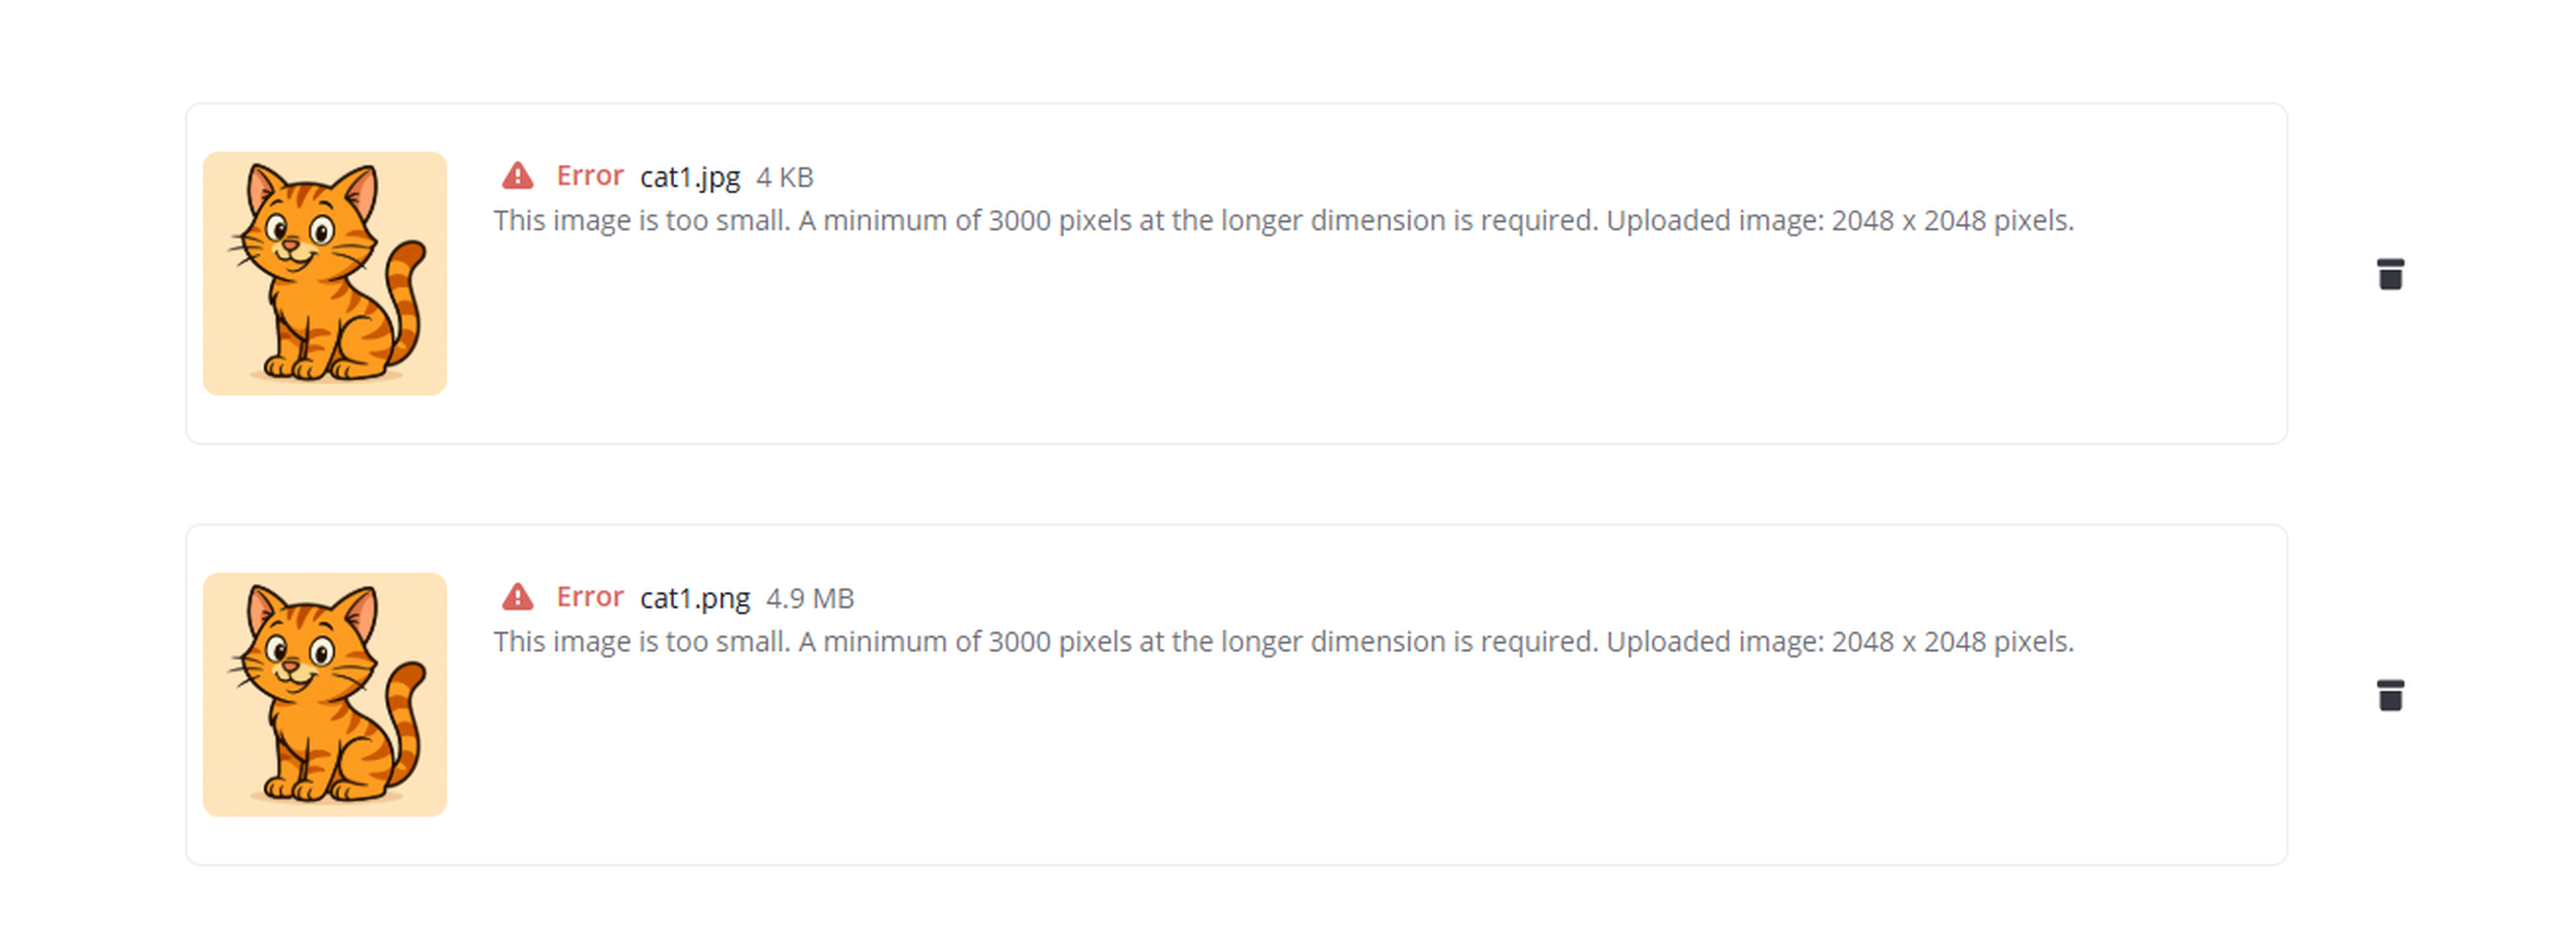 Error cat1.jpg 4 KB
This image is too small. A minimum of 3000 pixels at the longer dimension is required. Uploaded image: 2048 x 2048 pixels.
Error cat1.png 4.9 MB
This image is too small. A minimum of 3000 pixels at the longer dimension is required. Uploaded image: 2048 x 2048 pixels.